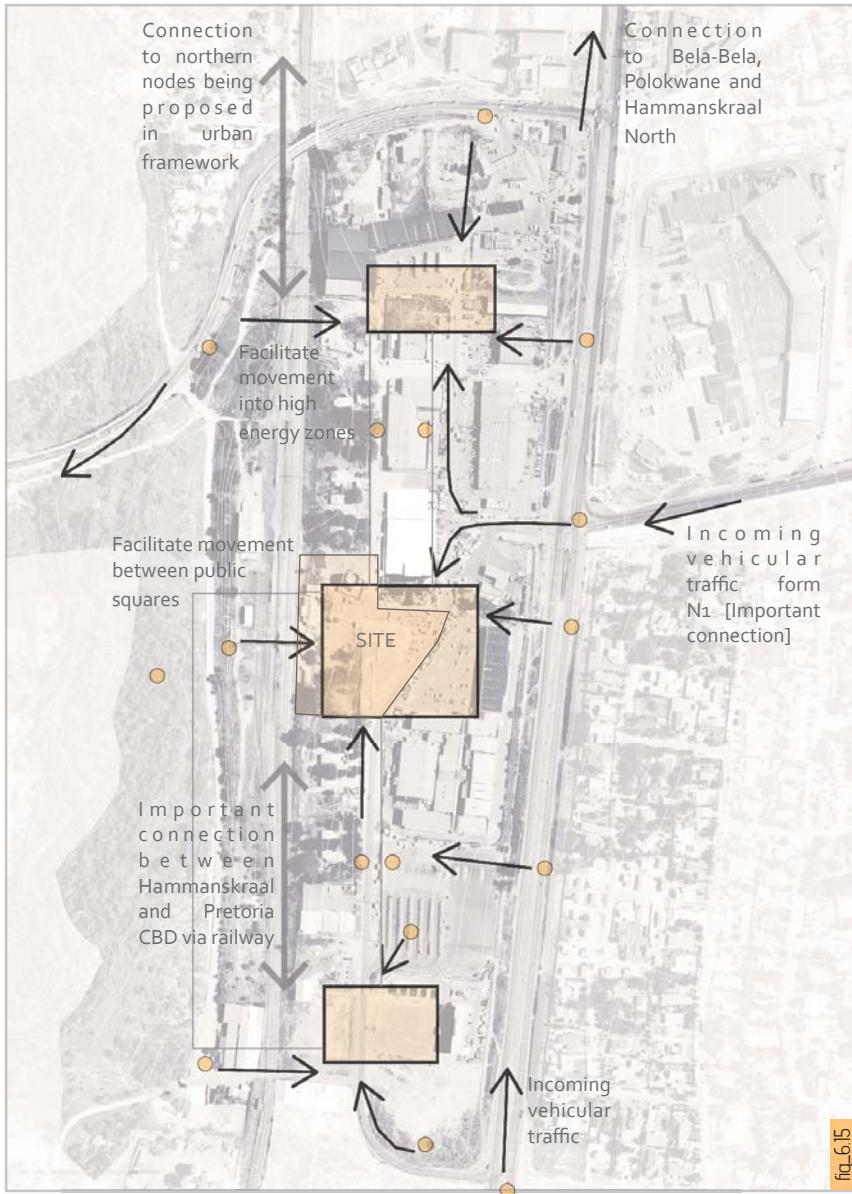 Connection
to northern
nodes being
proposed
in urban
framework
Connection
to Bela-Bela,
Polokwane and
Hammanskraal
North
Facilitate
movement
into high
energy zones
Facilitate movement
between public
squares
Incoming
vehicular
traffic form
N1 [Important
connection]
SITE
Important
connection
between
Hammanskraal
and Pretoria
CBD via railway
Incoming
vehicular
traffic
fig_6.15